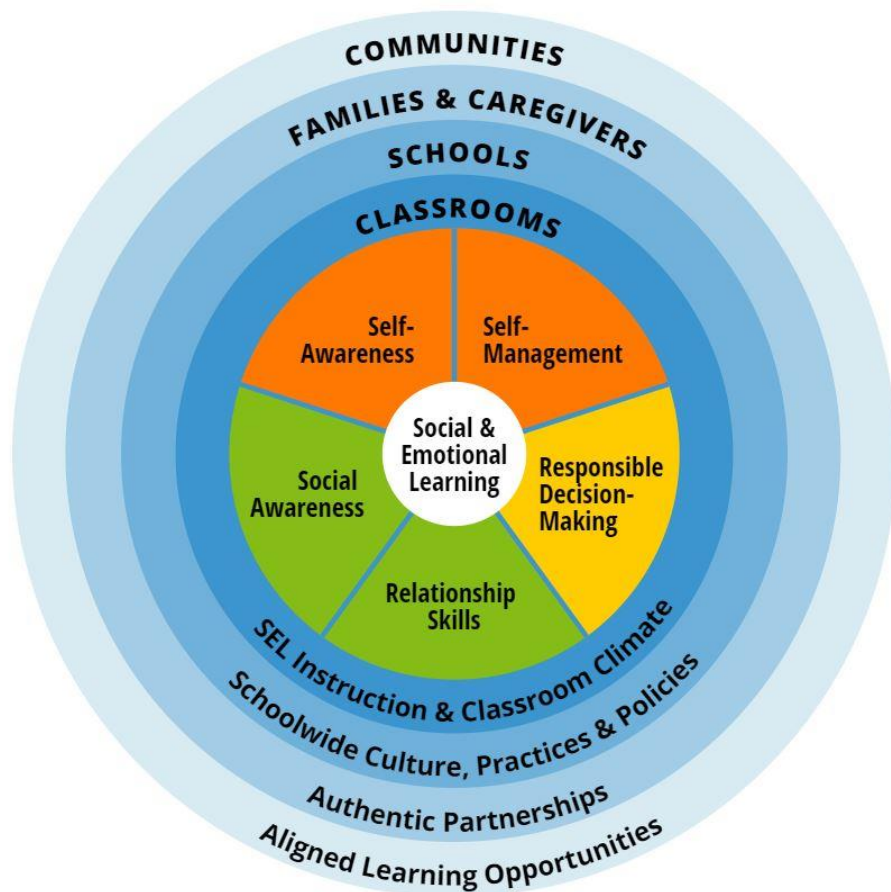 COMMUNITIES
FAMILIES & CAREGIVERS
SCHOOLS
CLASSROOMS
Self-
Awareness
Self-
Management
Social &
Emotional
Learning
Social
Awareness
Responsible
Decision-
Making
Relationship
Skills
SEL Instruction & Classroom Climate
Schoolwide Culture, Practices & Policies
Authentic Partnerships
Aligned Learning Opportunities